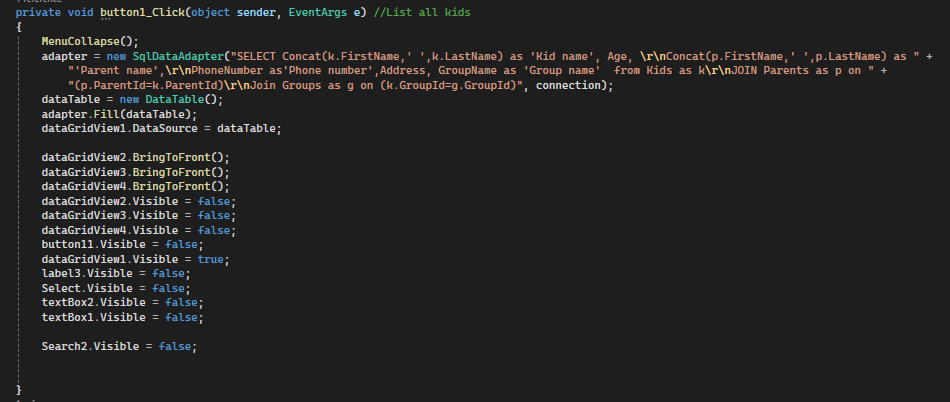 private void button1_Click(object sender, EventArgs e) //List all kids
{
MenuCollapse();
adapter = new SqlDataAdapter("SELECT Concat(k.FirstName,' ',k.LastName) as 'Kid name', Age, \r\nConcat(p.FirstName,' ',p.LastName) as " +
"'Parent name',\r\nPhoneNumber as'Phone number',Address, GroupName as 'Group name'  from Kids as k\r\nJOIN Parents as p on " +
"(p.ParentId=k.ParentId)\r\nJoin Groups as g on (k.GroupId=g.GroupId)", connection);
dataTable = new DataTable();
adapter.Fill(dataTable);
dataGridView1.DataSource = dataTable;
dataGridView2.BringToFront();
dataGridView3.BringToFront();
dataGridView4.BringToFront();
dataGridView2.Visible = false;
dataGridView3.Visible = false;
dataGridView4.Visible = false;
button11.Visible = false;
dataGridView1.Visible = true;
label3.Visible = false;
Select.Visible = false;
textBox2.Visible = false;
textBox1.Visible = false;
Search2.Visible = false;
}